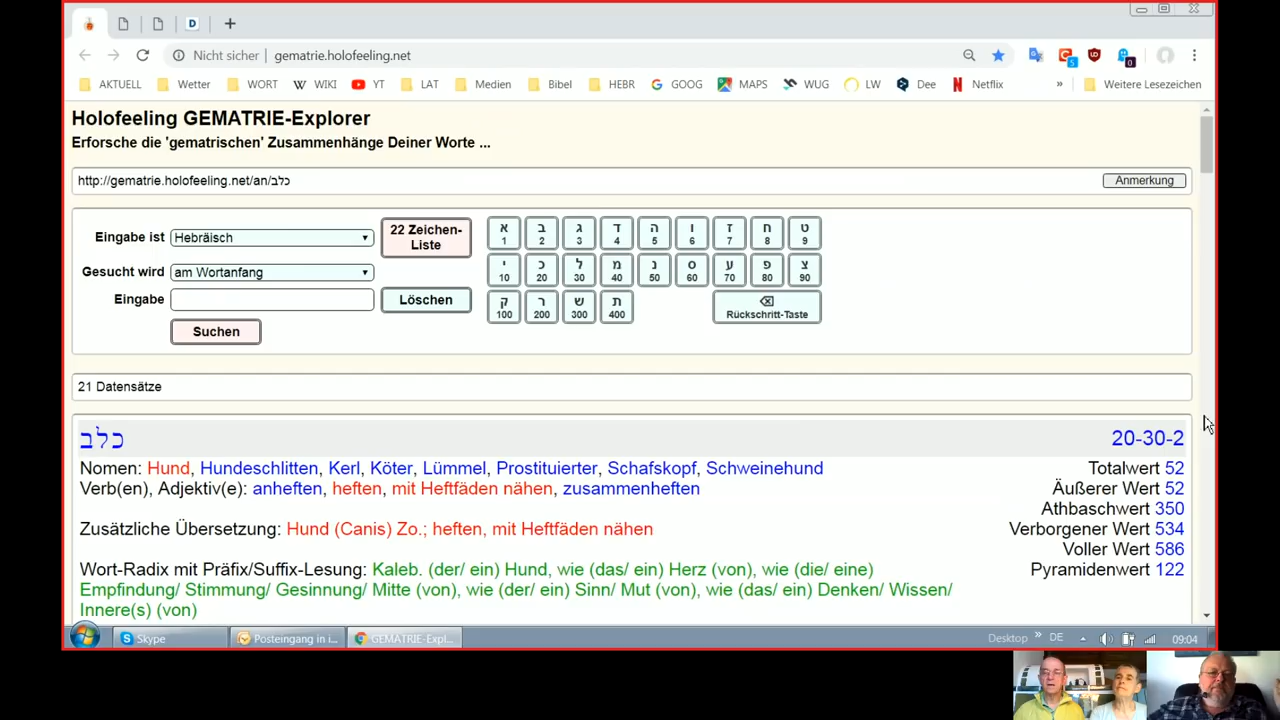 D
Nicht sicher gematrie.holofeeling.net
AKTUELL Wetter WORT WIKI YT LAT Medien Bibel HEBR GOOG MAPS WUG LW Dee Netflix » Weitere Lesezeichen
Holofeeling GEMATRIE-Explorer
Erforsche die 'gematrischen' Zusammenhänge Deiner Worte ...
http://gematrie.holofeeling.net/an/כלב Anmerkung
Eingabe ist Hebräisch
22 Zeichen-
Liste
Gesucht wird am Wortanfang
Eingabe Löschen
Suchen
א ב ג ד ה ו ז ח ט
1 2 3 4 5 6 7 8 9
י כ ל מ נ ס ע פ צ
10 20 30 40 50 60 70 80 90
ק ר ש ת
100 200 300 400 Rückschritt-Taste
21 Datensätze
כלב 20-30-2
Nomen: Hund, Hundeschlitten, Kerl, Köter, Lümmel, Prostituierter, Schafskopf, Schweinehund Totalwert 52
Verb(en), Adjektiv(e): anheften, heften, mit Heftfäden nähen, zusammenheften Äußerer Wert 52
Athbaschwert 350
Zusätzliche Übersetzung: Hund (Canis) Zo.; heften, mit Heftfäden nähen Verborgener Wert 534
Voller Wert 586
Wort-Radix mit Präfix/Suffix-Lesung: Kaleb. (der/ ein) Hund, wie (das/ ein) Herz (von), wie (die/ eine) Pyramidenwert 122
Empfindung/ Stimmung/ Gesinnung/ Mitte (von), wie (der/ ein) Sinn/ Mut (von), wie (das/ ein) Denken/ Wissen/
Innere(s) (von)
Skype Posteingang in i... GEMATRIE-Expl... Desktop » DE 09:04